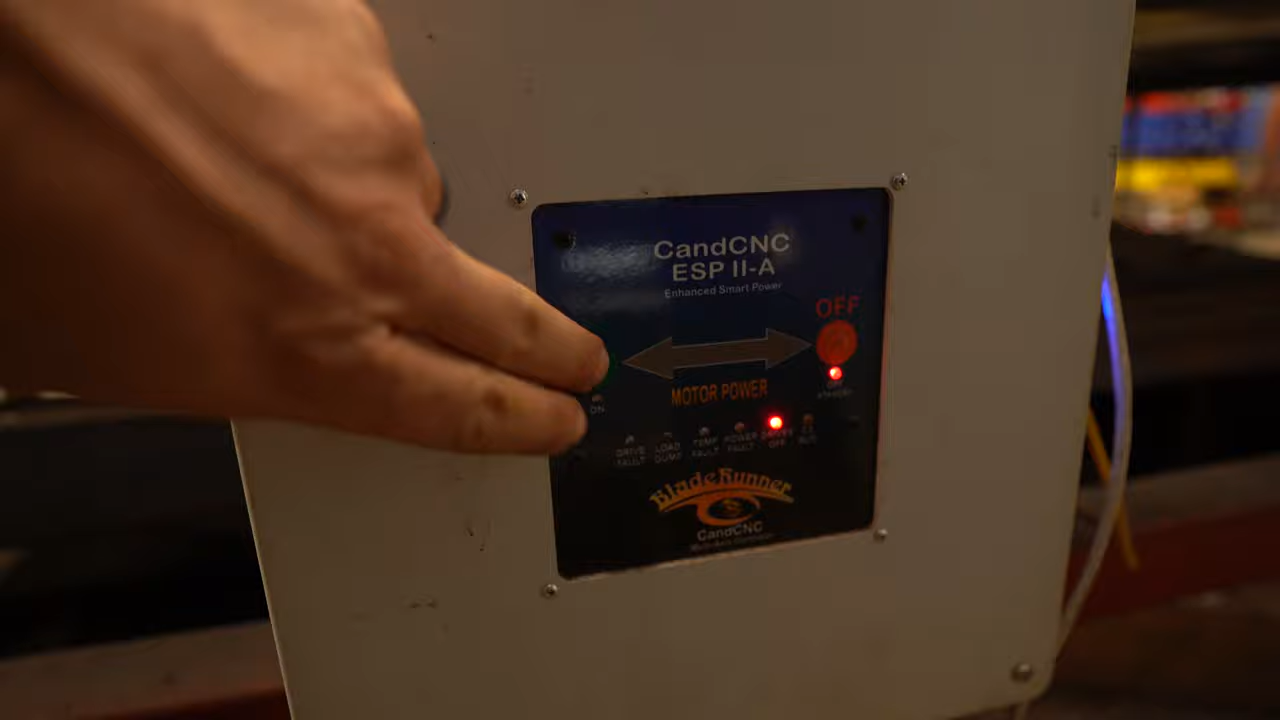 CandCNC
ESP II-A
Enhanced Smart Power
OFF
MOTOR POWER
ON
DRIVE FAULT
LOAD DUMP
TEMP FAULT
POWER FAULT
OFF
BladeRunner
CandCNC